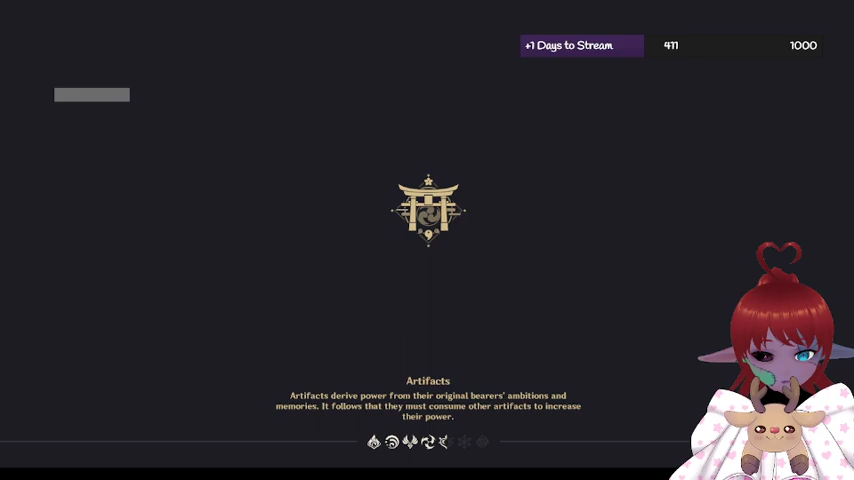 +1 Days to Stream 411 1000
Artifacts
Artifacts derive power from their original bearers' ambitions and
memories. It follows that they must consume other artifacts to increase
their power.